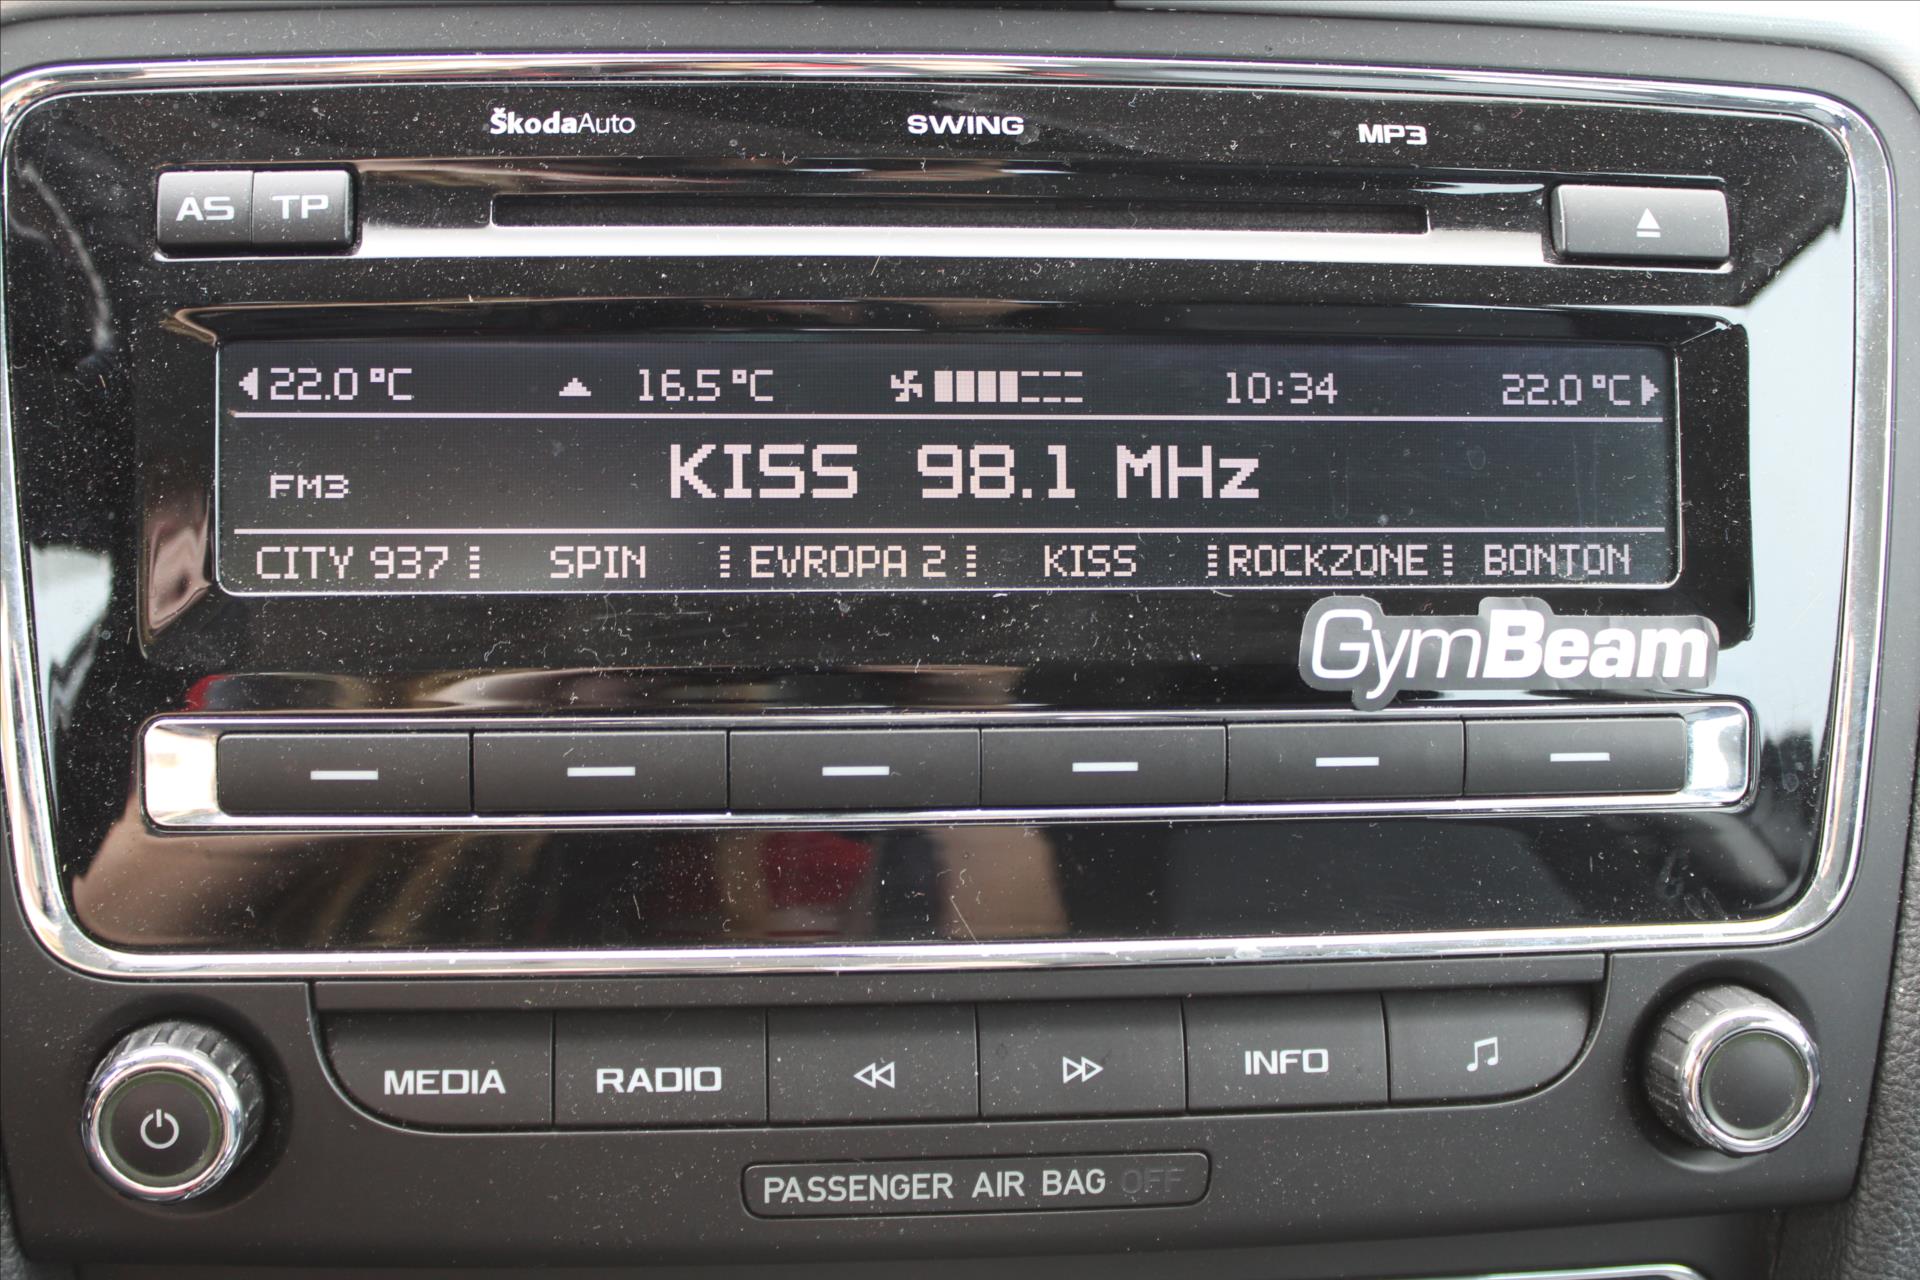 ŠkodaAuto SWING MP3
AS TP
22.0 °C 16.5 °C 10:34 22.0 °C
FM3 KISS 98.1 MHz
CITY 937 SPIN EVROPA 2 KISS ROCKZONE BONTON
GymBeam
MEDIA RADIO INFO
PASSENGER AIR BAG OFF